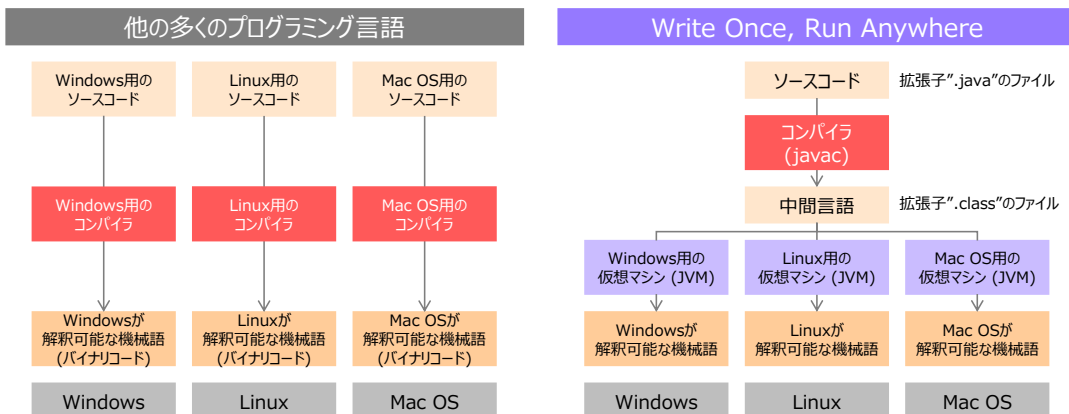 他の多くのプログラミング言語
Windows用の
ソースコード
Linux用の
ソースコード
Mac OS用の
ソースコード
Windows用の
コンパイラ
Linux用の
コンパイラ
Mac OS用の
コンパイラ
Windowsが
解釈可能な機械語
(バイナリコード)
Linuxが
解釈可能な機械語
(バイナリコード)
Mac OSが
解釈可能な機械語
(バイナリコード)
Windows
Linux
Mac OS
Write Once, Run Anywhere
ソースコード
拡張子”.java”のファイル
コンパイラ
(javac)
中間言語
拡張子”.class”のファイル
Windows用の
仮想マシン (JVM)
Linux用の
仮想マシン (JVM)
Mac OS用の
仮想マシン (JVM)
Windowsが
解釈可能な機械語
Linuxが
解釈可能な機械語
Mac OSが
解釈可能な機械語
Windows
Linux
Mac OS